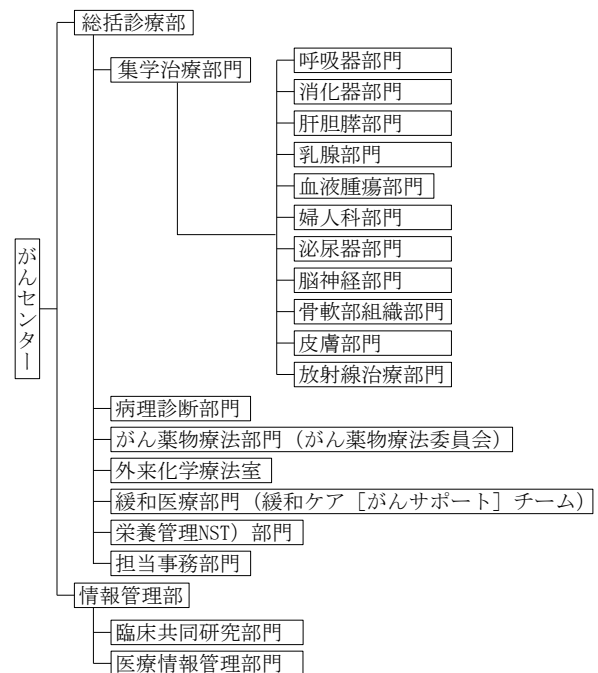 総括診療部
集学治療部門
呼吸器部門
消化器部門
肝胆膵部門
乳腺部門
血液腫瘍部門
婦人科部門
泌尿器部門
脳神経部門
骨軟部組織部門
皮膚部門
放射線治療部門
がんセンター
病理診断部門
がん薬物療法部門（がん薬物療法委員会）
外来化学療法室
緩和医療部門（緩和ケア［がんサポート］チーム）
栄養管理NST）部門
担当事務部門
情報管理部
臨床共同研究部門
医療情報管理部門